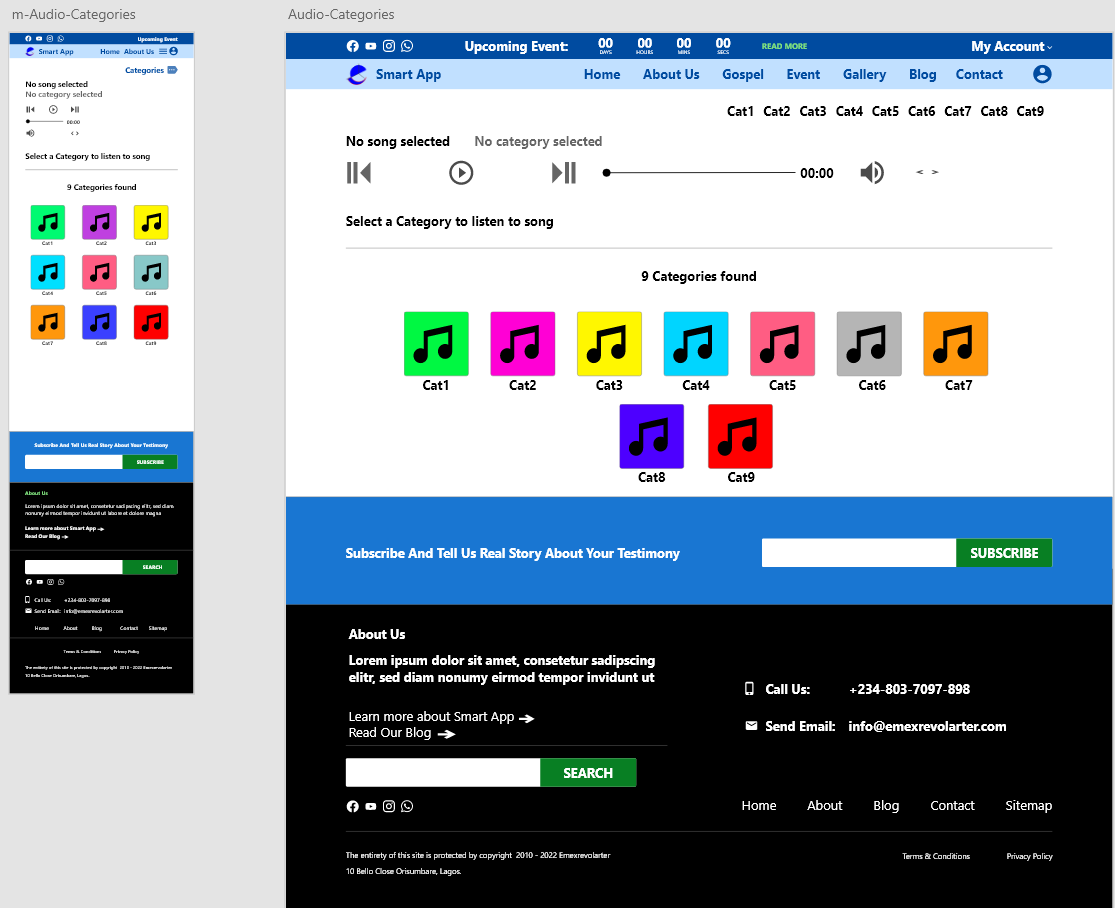 m-Audio-Categories
Upcoming Event
Smart App Home About Us
Categories
No song selected
No category selected
00:00
< >
Select a Category to listen to song
9 Categories found
Cat1 Cat2 Cat3
Cat4 Cat5 Cat6
Cat7 Cat8 Cat9
Subscribe And Tell Us Real Story About Your Testimony
SUBSCRIBE
About Us
Lorem ipsum dolor sit amet, consetetur sadipscing elitr, sed diam
nonumy eirmod tempor invidunt ut labore et dolore magna
Learn more about Smart App
Read Our Blog
SEARCH
Call Us: +234-803-7097-898
Send Email: info@emexrevolarter.com
Home About Blog Contact Sitemap
Terms & Conditions Privacy Policy
The entirety of this site is protected by copyright 2010 - 2022 Emexrevolarter
10 Bello Close Orisumbare, Lagos.
Audio-Categories
Upcoming Event: 00 DAYS 00 HOURS 00 MINS 00 SECS READ MORE My Account
Smart App Home About Us Gospel Event Gallery Blog Contact
Cat1 Cat2 Cat3 Cat4 Cat5 Cat6 Cat7 Cat8 Cat9
No song selected No category selected
00:00 < >
Select a Category to listen to song
9 Categories found
Cat1 Cat2 Cat3 Cat4 Cat5 Cat6 Cat7
Cat8 Cat9
Subscribe And Tell Us Real Story About Your Testimony SUBSCRIBE
About Us
Lorem ipsum dolor sit amet, consetetur sadipscing
elitr, sed diam nonumy eirmod tempor invidunt ut
Learn more about Smart App
Read Our Blog
SEARCH
Call Us: +234-803-7097-898
Send Email: info@emexrevolarter.com
Home About Blog Contact Sitemap
The entirety of this site is protected by copyright 2010 - 2022 Emexrevolarter
10 Bello Close Orisumbare, Lagos.
Terms & Conditions Privacy Policy